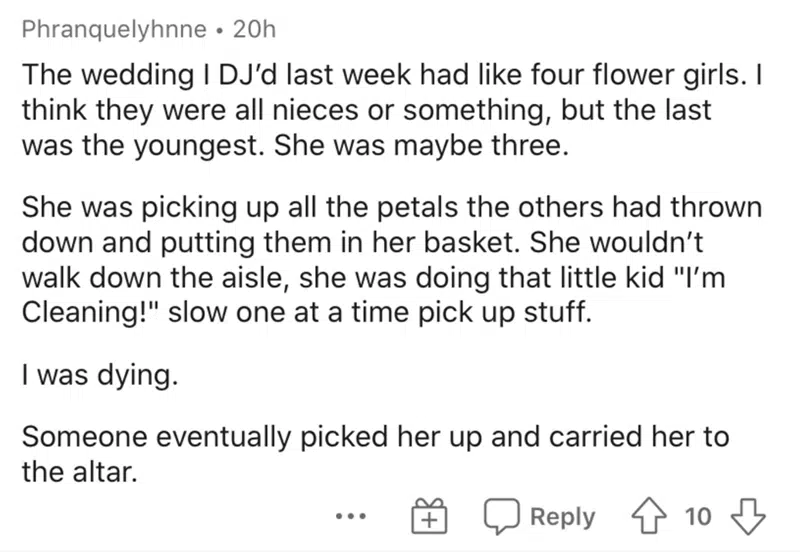 Phranquelyhnne • 20h
The wedding I DJ’d last week had like four flower girls. I
think they were all nieces or something, but the last
was the youngest. She was maybe three.
She was picking up all the petals the others had thrown
down and putting them in her basket. She wouldn’t
walk down the aisle, she was doing that little kid "I’m
Cleaning!" slow one at a time pick up stuff.
I was dying.
Someone eventually picked her up and carried her to
the altar.
Reply 10